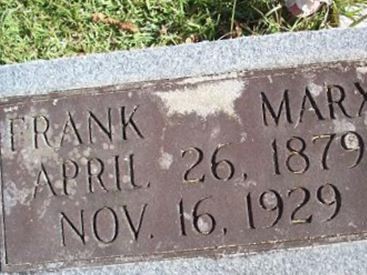 FRANK MARX
APRIL 26, 1879
NOV. 16, 1929